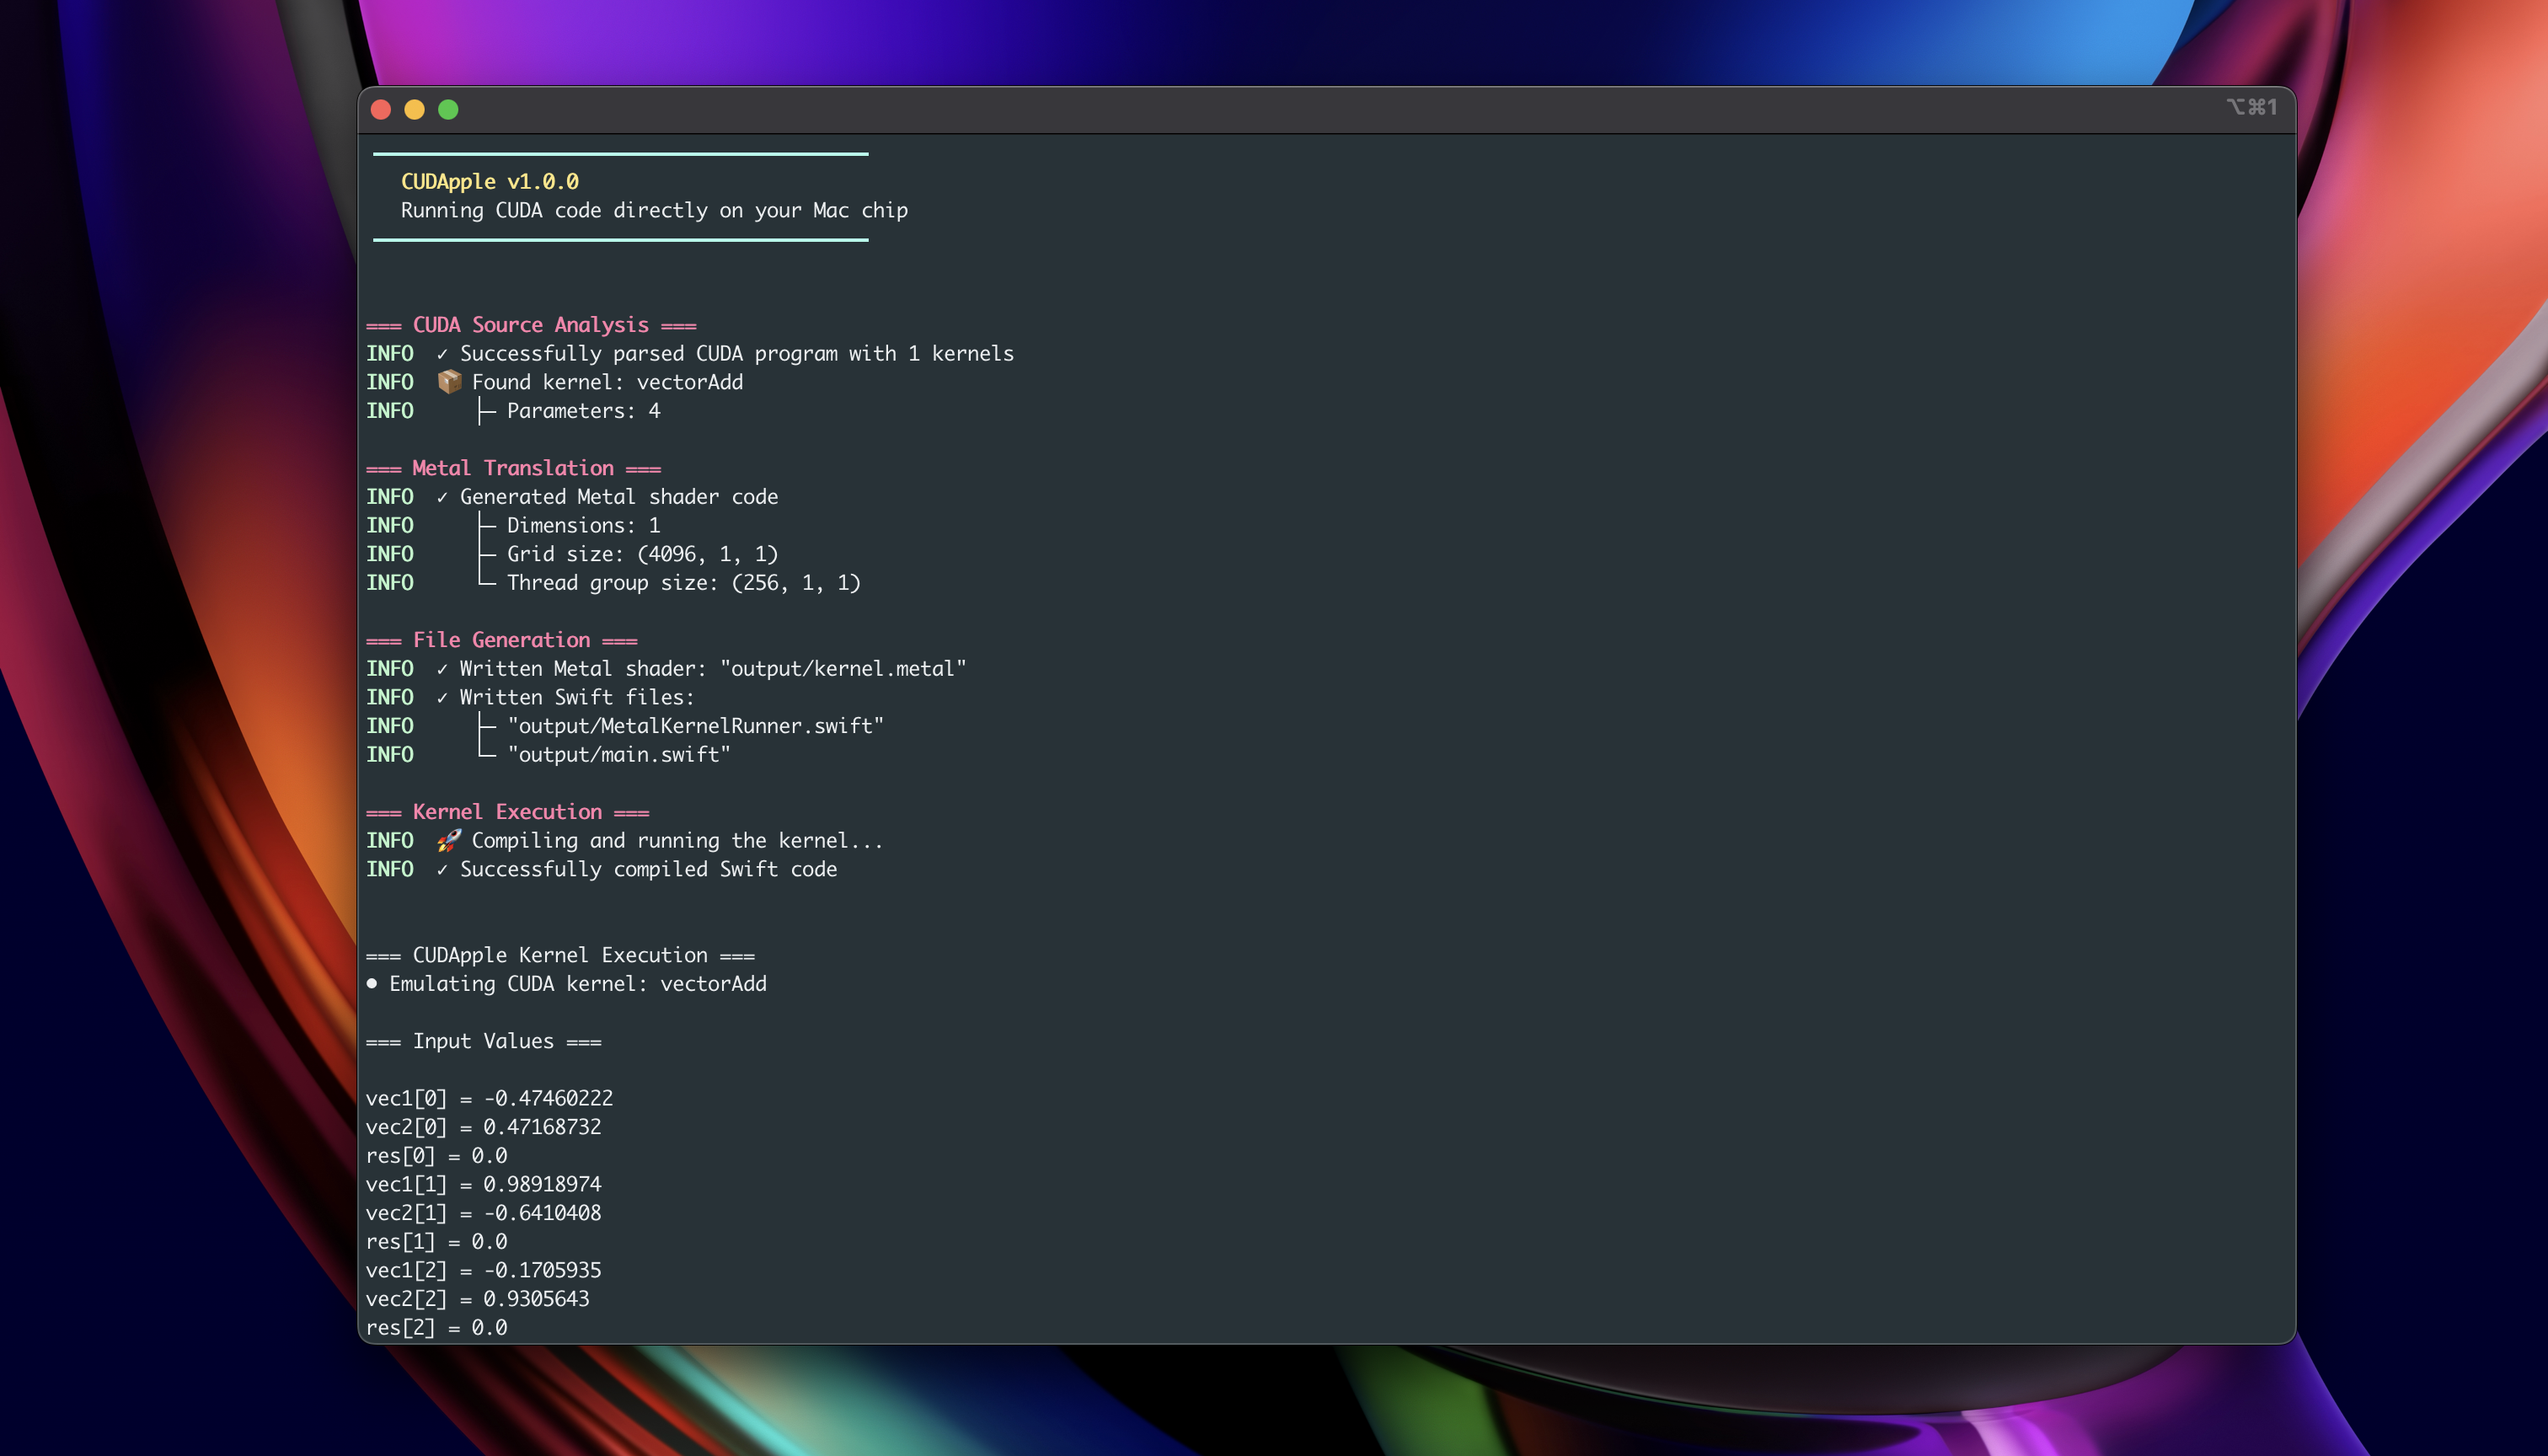 ⌥⌘1
CUDApple v1.0.0
Running CUDA code directly on your Mac chip
=== CUDA Source Analysis ===
INFO ✓ Successfully parsed CUDA program with 1 kernels
INFO 📦 Found kernel: vectorAdd
INFO ├─ Parameters: 4
=== Metal Translation ===
INFO ✓ Generated Metal shader code
INFO ├─ Dimensions: 1
INFO ├─ Grid size: (4096, 1, 1)
INFO └─ Thread group size: (256, 1, 1)
=== File Generation ===
INFO ✓ Written Metal shader: "output/kernel.metal"
INFO ✓ Written Swift files:
INFO ├─ "output/MetalKernelRunner.swift"
INFO └─ "output/main.swift"
=== Kernel Execution ===
INFO 🚀 Compiling and running the kernel...
INFO ✓ Successfully compiled Swift code
=== CUDApple Kernel Execution ===
• Emulating CUDA kernel: vectorAdd
=== Input Values ===
vec1[0] = -0.47460222
vec2[0] = 0.47168732
res[0] = 0.0
vec1[1] = 0.98918974
vec2[1] = -0.6410408
res[1] = 0.0
vec1[2] = -0.1705935
vec2[2] = 0.9305643
res[2] = 0.0